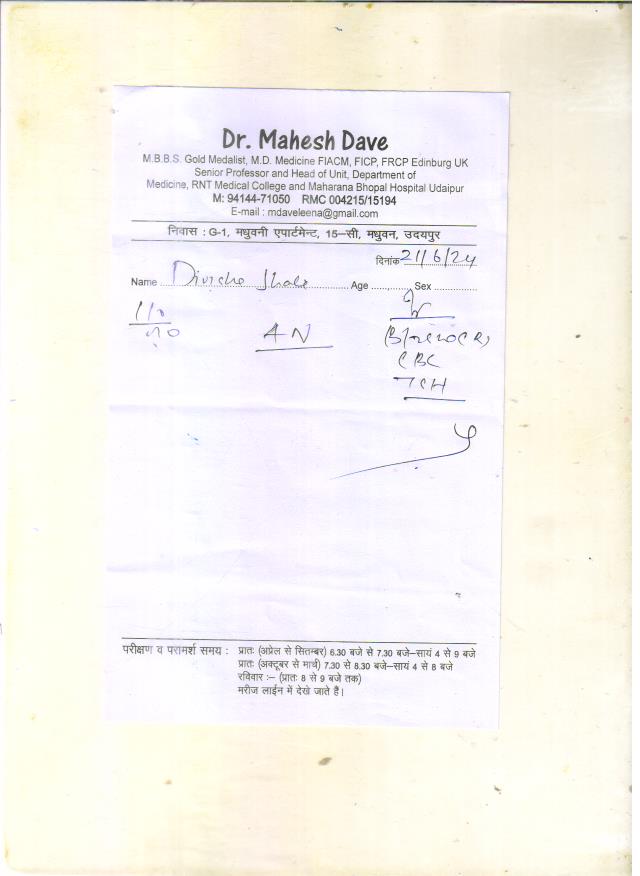 Dr. Mahesh Dave
M.B.B.S. Gold Medalist, M.D. Medicine FIACM, FICP, FRCP Edinburg UK
Senior Professor and Head of Unit, Department of
Medicine, RNT Medical College and Maharana Bhopal Hospital Udaipur
M: 94144-71050 RMC 004215/15194
E-mail : mdaveleena@gmail.com
निवास : G-1, मधुवनी एपार्टमेन्ट, 15–सी, मधुवन, उदयपुर
दिनांक 21/6/24
Name Age Sex
110
AN
CBC
परीक्षण व परामर्श समय : प्रातः (अप्रेल से सितम्बर) 6.30 बजे से 7.30 बजे–सायं 4 से 9 बजे
प्रातः (अक्टूबर से मार्च) 7.30 से 8.30 बजे–सायं 4 से 8 बजे
रविवार :– (प्रातः 8 से 9 बजे तक)
मरीज लाईन में देखे जाते हैं।